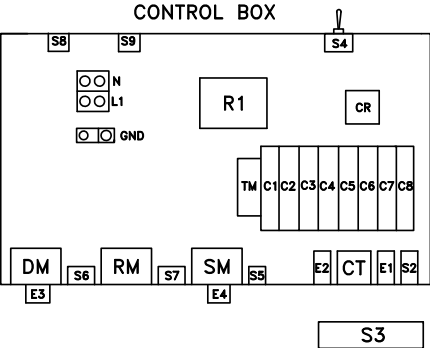 CONTROL BOX
S8 S9 S4
N
L1
GND
R1
CR
TM C1 C2 C3 C4 C5 C6 C7 C8
DM S6 RM S7 SM S5 E2 CT E1 S2
E3 E4
S3